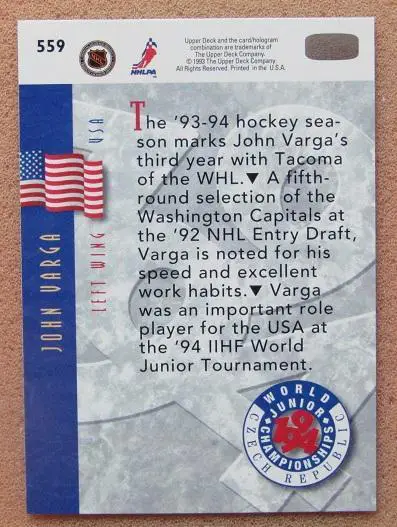 559
NHLPA
Upper Deck and the card/hologram
combination are trademarks of
The Upper Deck Company.
© 1993 The Upper Deck Company.
All Rights Reserved. Printed in the U.S.A.
USA
LEFT WING
JOHN VARGA
The '93-94 hockey sea-
son marks John Varga's
third year with Tacoma
of the WHL.▼ A fifth-
round selection of the
Washington Capitals at
the '92 NHL Entry Draft,
Varga is noted for his
speed and excellent
work habits.▼ Varga
was an important role
player for the USA at
the '94 IIHF World
Junior Tournament.
WORLD
JUNIOR
CHAMPIONSHIPS
1994
CZECH REPUBLIC